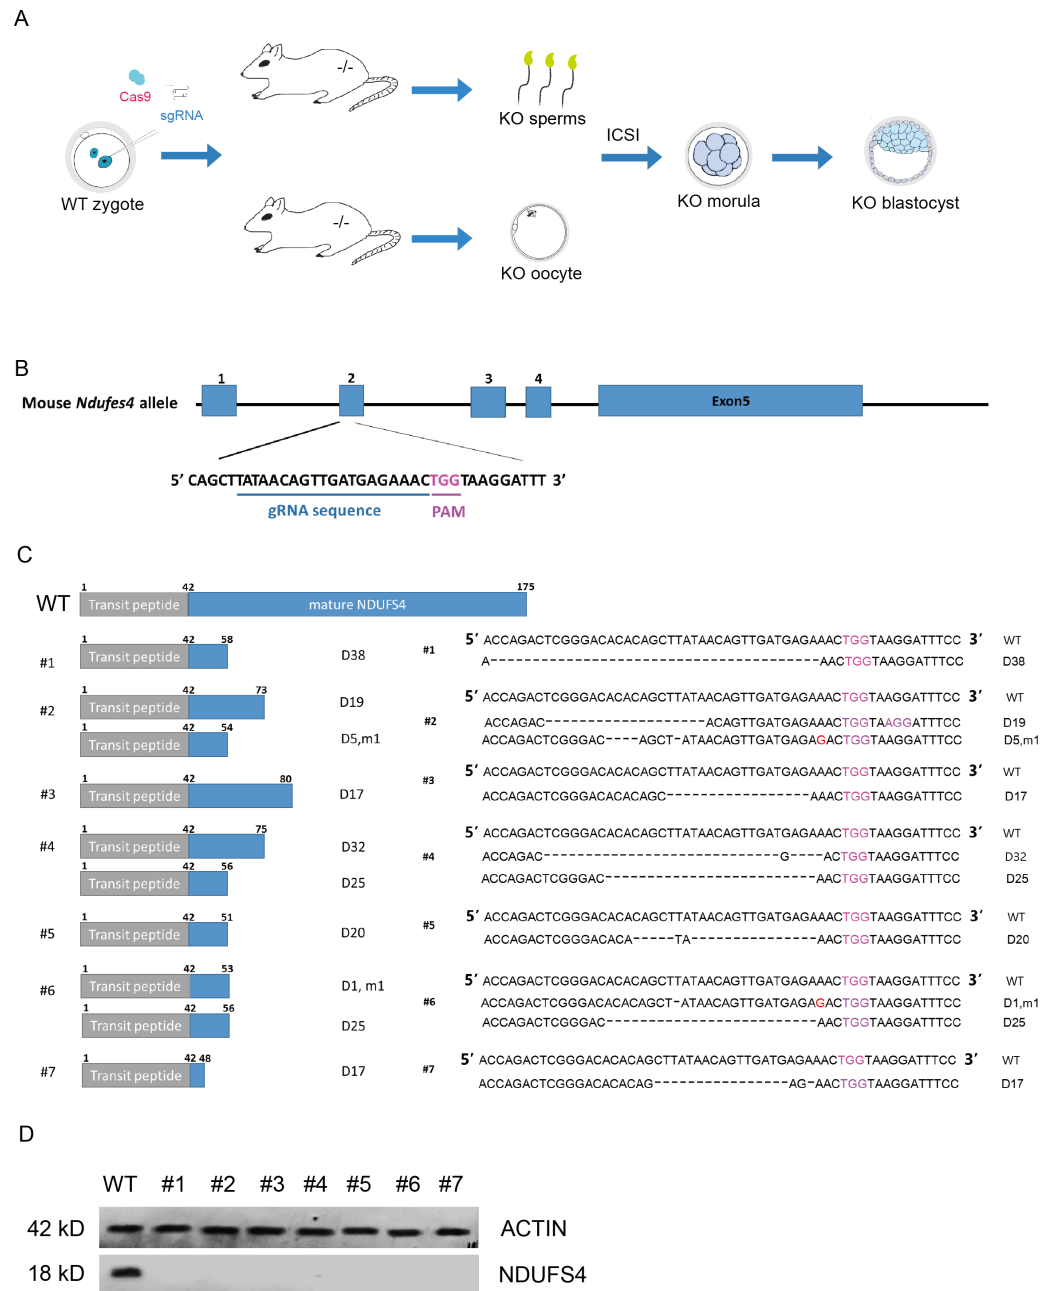 A
Cas9
sgRNA
WT zygote
-/-
-/-
KO sperms
KO oocyte
ICSI
KO morula
KO blastocyst
B
Mouse Ndufes4 allele
1 2 3 4 Exon5
5’ CAGCTTATAACAGTTGATGAGAAACTGGTAAGGATTT 3’
gRNA sequence PAM
C
WT 1 42 175
Transit peptide mature NDUFS4
#1 1 42 58
Transit peptide D38
#2 1 42 73
Transit peptide D19
1 42 54
Transit peptide D5,m1
#3 1 42 80
Transit peptide D17
#4 1 42 75
Transit peptide D32
1 42 56
Transit peptide D25
#5 1 42 51
Transit peptide D20
#6 1 42 53
Transit peptide D1, m1
1 42 56
Transit peptide D25
#7 1 42 48
Transit peptide D17
#1 5’ ACCAGACTCGGGACACACAGCTTATAACAGTTGATGAGAAACTGGTAAGGATTTCC 3’ WT
A--------------------------------------AACTGGTAAGGATTTCC D38
#2 5’ ACCAGACTCGGGACACACAGCTTATAACAGTTGATGAGAAACTGGTAAGGATTTCC 3’ WT
ACCAGAC-------------------ACAGTTGATGAGAAACTGGTAAGGATTTCC D19
ACCAGACTCGGGAC----AGCT-ATAACAGTTGATGAGAGACTGGTAAGGATTTCC D5,m1
#3 5’ ACCAGACTCGGGACACACAGCTTATAACAGTTGATGAGAAACTGGTAAGGATTTCC 3’ WT
ACCAGACTCGGGACACACAGC-----------------AAACTGGTAAGGATTTCC D17
#4 5’ ACCAGACTCGGGACACACAGCTTATAACAGTTGATGAGAAACTGGTAAGGATTTCC 3’ WT
ACCAGAC----------------------------G----ACTGGTAAGGATTTCC D32
ACCAGACTCGGGAC-------------------------AACTGGTAAGGATTTCC D25
#5 5’ ACCAGACTCGGGACACACAGCTTATAACAGTTGATGAGAAACTGGTAAGGATTTCC 3’ WT
ACCAGACTCGGGACACA-----TA---------------AACTGGTAAGGATTTCC D20
#6 5’ ACCAGACTCGGGACACACAGCTTATAACAGTTGATGAGAAACTGGTAAGGATTTCC 3’ WT
ACCAGACTCGGGACACACAGCT-ATAACAGTTGATGAGAGACTGGTAAGGATTTCC D1,m1
ACCAGACTCGGGAC-------------------------AACTGGTAAGGATTTCC D25
#7 5’ ACCAGACTCGGGACACACAGCTTATAACAGTTGATGAGAAACTGGTAAGGATTTCC 3’ WT
ACCAGACTCGGGACACACAG----------------AG-AACTGGTAAGGATTTCC D17
D
WT #1 #2 #3 #4 #5 #6 #7
42 kD ACTIN
18 kD NDUFS4